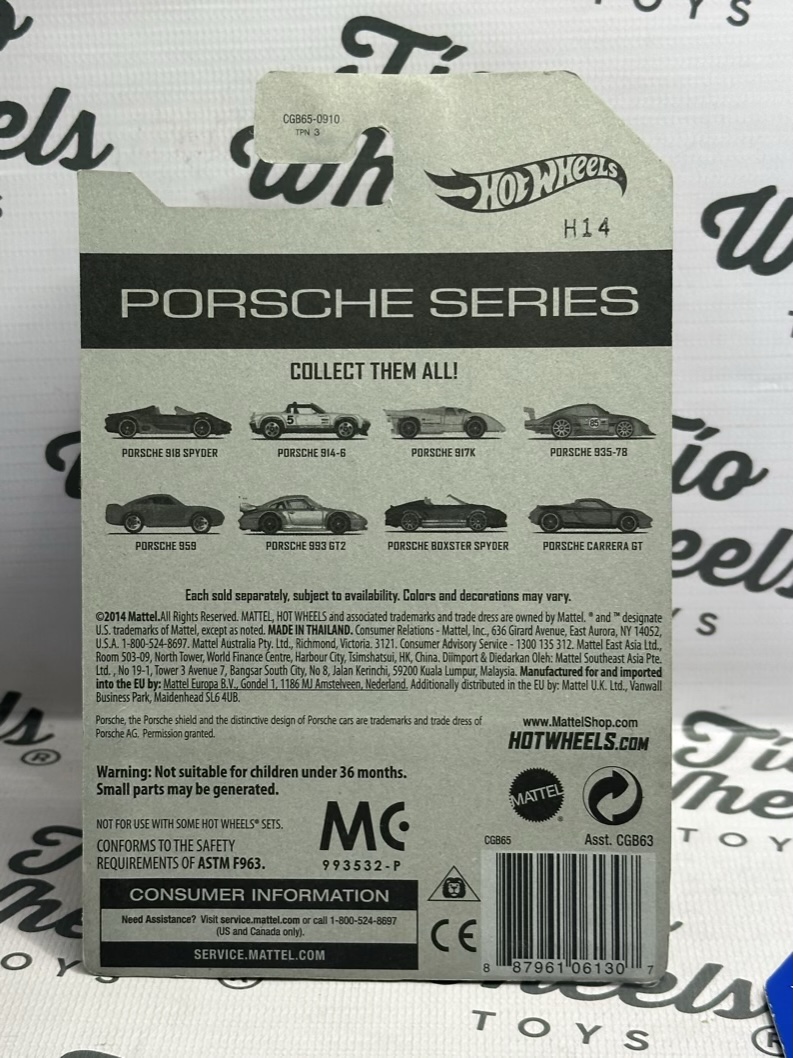 CGB65-0910
TPN 3
HOT WHEELS
H14
PORSCHE SERIES
COLLECT THEM ALL!
PORSCHE 918 SPYDER
PORSCHE 914-6
PORSCHE 917K
PORSCHE 935-78
PORSCHE 959
PORSCHE 993 GT2
PORSCHE BOXSTER SPYDER
PORSCHE CARRERA GT
Each sold separately, subject to availability. Colors and decorations may vary.
©2014 Mattel.All Rights Reserved. MATTEL, HOT WHEELS and associated trademarks and trade dress are owned by Mattel. ® and ™ designate
U.S. trademarks of Mattel, except as noted. MADE IN THAILAND. Consumer Relations - Mattel, Inc., 636 Girard Avenue, East Aurora, NY 14052,
U.S.A. 1-800-524-8697. Mattel Australia Pty. Ltd., Richmond, Victoria. 3121. Consumer Advisory Service - 1300 135 312. Mattel East Asia Ltd.,
Room 503-09, North Tower, World Finance Centre, Harbour City, Tsimshatsui, HK, China. Diimport & Diedarkan Oleh: Mattel Southeast Asia Pte.
Ltd. , No 19-1, Tower 3 Avenue 7, Bangsar South City, No 8, Jalan Kerinchi, 59200 Kuala Lumpur, Malaysia. Manufactured for and imported
into the EU by: Mattel Europa B.V., Gondel 1, 1186 MJ Amstelveen, Nederland. Additionally distributed in the EU by: Mattel U.K. Ltd., Vanwall
Business Park, Maidenhead SL6 4UB.
Porsche, the Porsche shield and the distinctive design of Porsche cars are trademarks and trade dress of
Porsche AG. Permission granted.
www.MattelShop.com
HOTWHEELS.COM
Warning: Not suitable for children under 36 months.
Small parts may be generated.
MATTEL
NOT FOR USE WITH SOME HOT WHEELS® SETS.
CONFORMS TO THE SAFETY
REQUIREMENTS OF ASTM F963.
MC
993532-P
CGB65
Asst. CGB63
CONSUMER INFORMATION
Need Assistance? Visit service.mattel.com or call 1-800-524-8697
(US and Canada only).
SERVICE.MATTEL.COM
CE
8 87961 06130 7
Tío
Wheels
TOYS